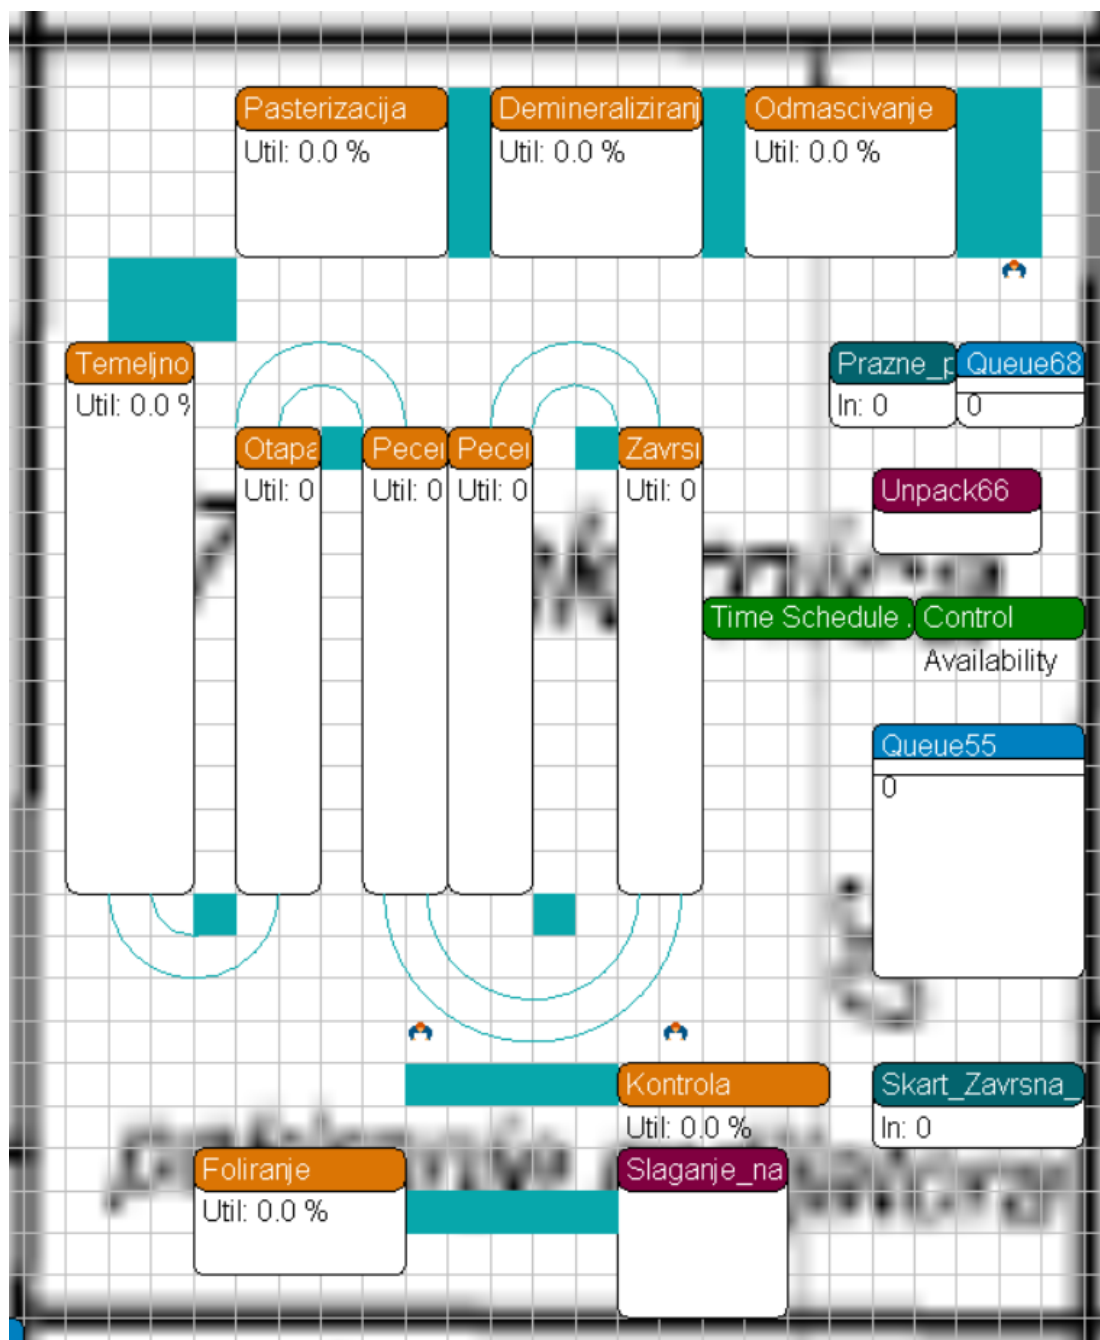 Pasterizacija
Util: 0.0 %
Demineraliziranj
Util: 0.0 %
Odmascivanje
Util: 0.0 %
Temeljno
Util: 0.0 %
Prazne_p
In: 0
Queue68
0
Otapa
Util: 0
Pecer
Util: 0
Pecer
Util: 0
Zavrsi
Util: 0
Unpack66
Time Schedule .
Control
Availability
Queue55
0
Kontrola
Util: 0.0 %
Skart_Zavrsna_
In: 0
Foliranje
Util: 0.0 %
Slaganje_na